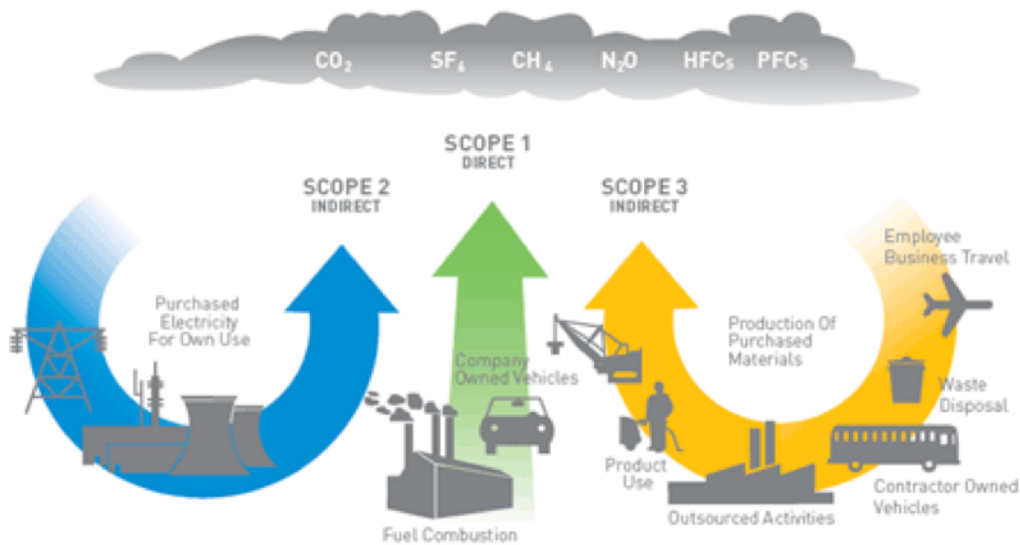 CO₂ SF₆ CH₄ N₂O HFCs PFCs
SCOPE 1
DIRECT
SCOPE 2
INDIRECT
SCOPE 3
INDIRECT
Purchased
Electricity
For Own Use
Company
Owned Vehicles
Fuel Combustion
Production Of
Purchased
Materials
Product
Use
Outsourced Activities
Employee
Business Travel
Waste
Disposal
Contractor Owned
Vehicles